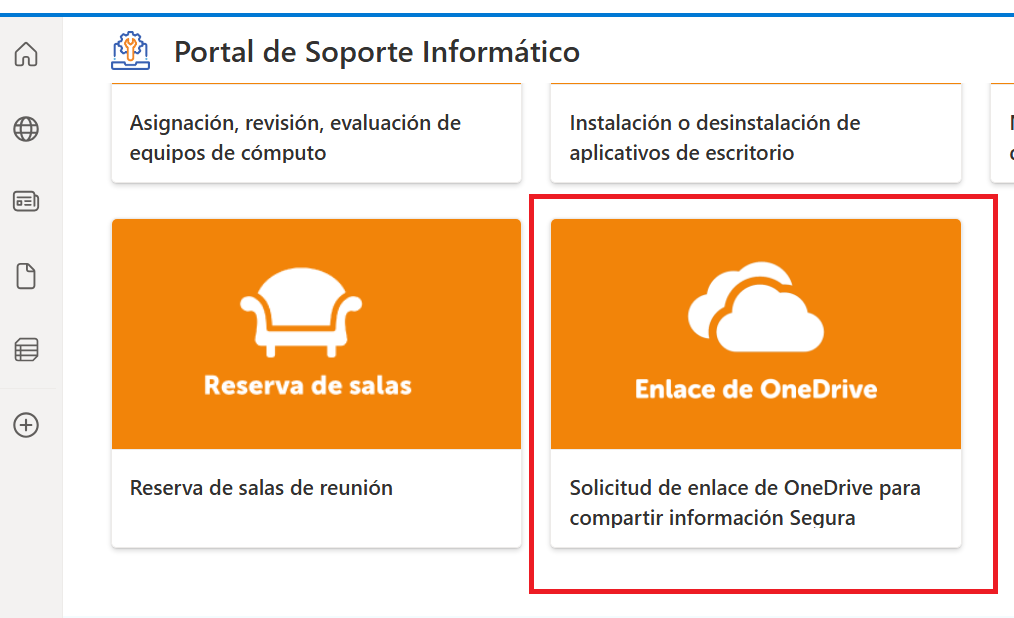 Portal de Soporte Informático
Asignación, revisión, evaluación de
equipos de cómputo
Instalación o desinstalación de
aplicativos de escritorio
Reserva de salas
Enlace de OneDrive
Reserva de salas de reunión
Solicitud de enlace de OneDrive para
compartir información Segura